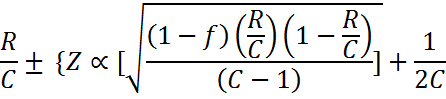 R/C ± {Z ∝ [√((1 − f)(R/C)(1 − R/C)/(C − 1))] + 1/2C